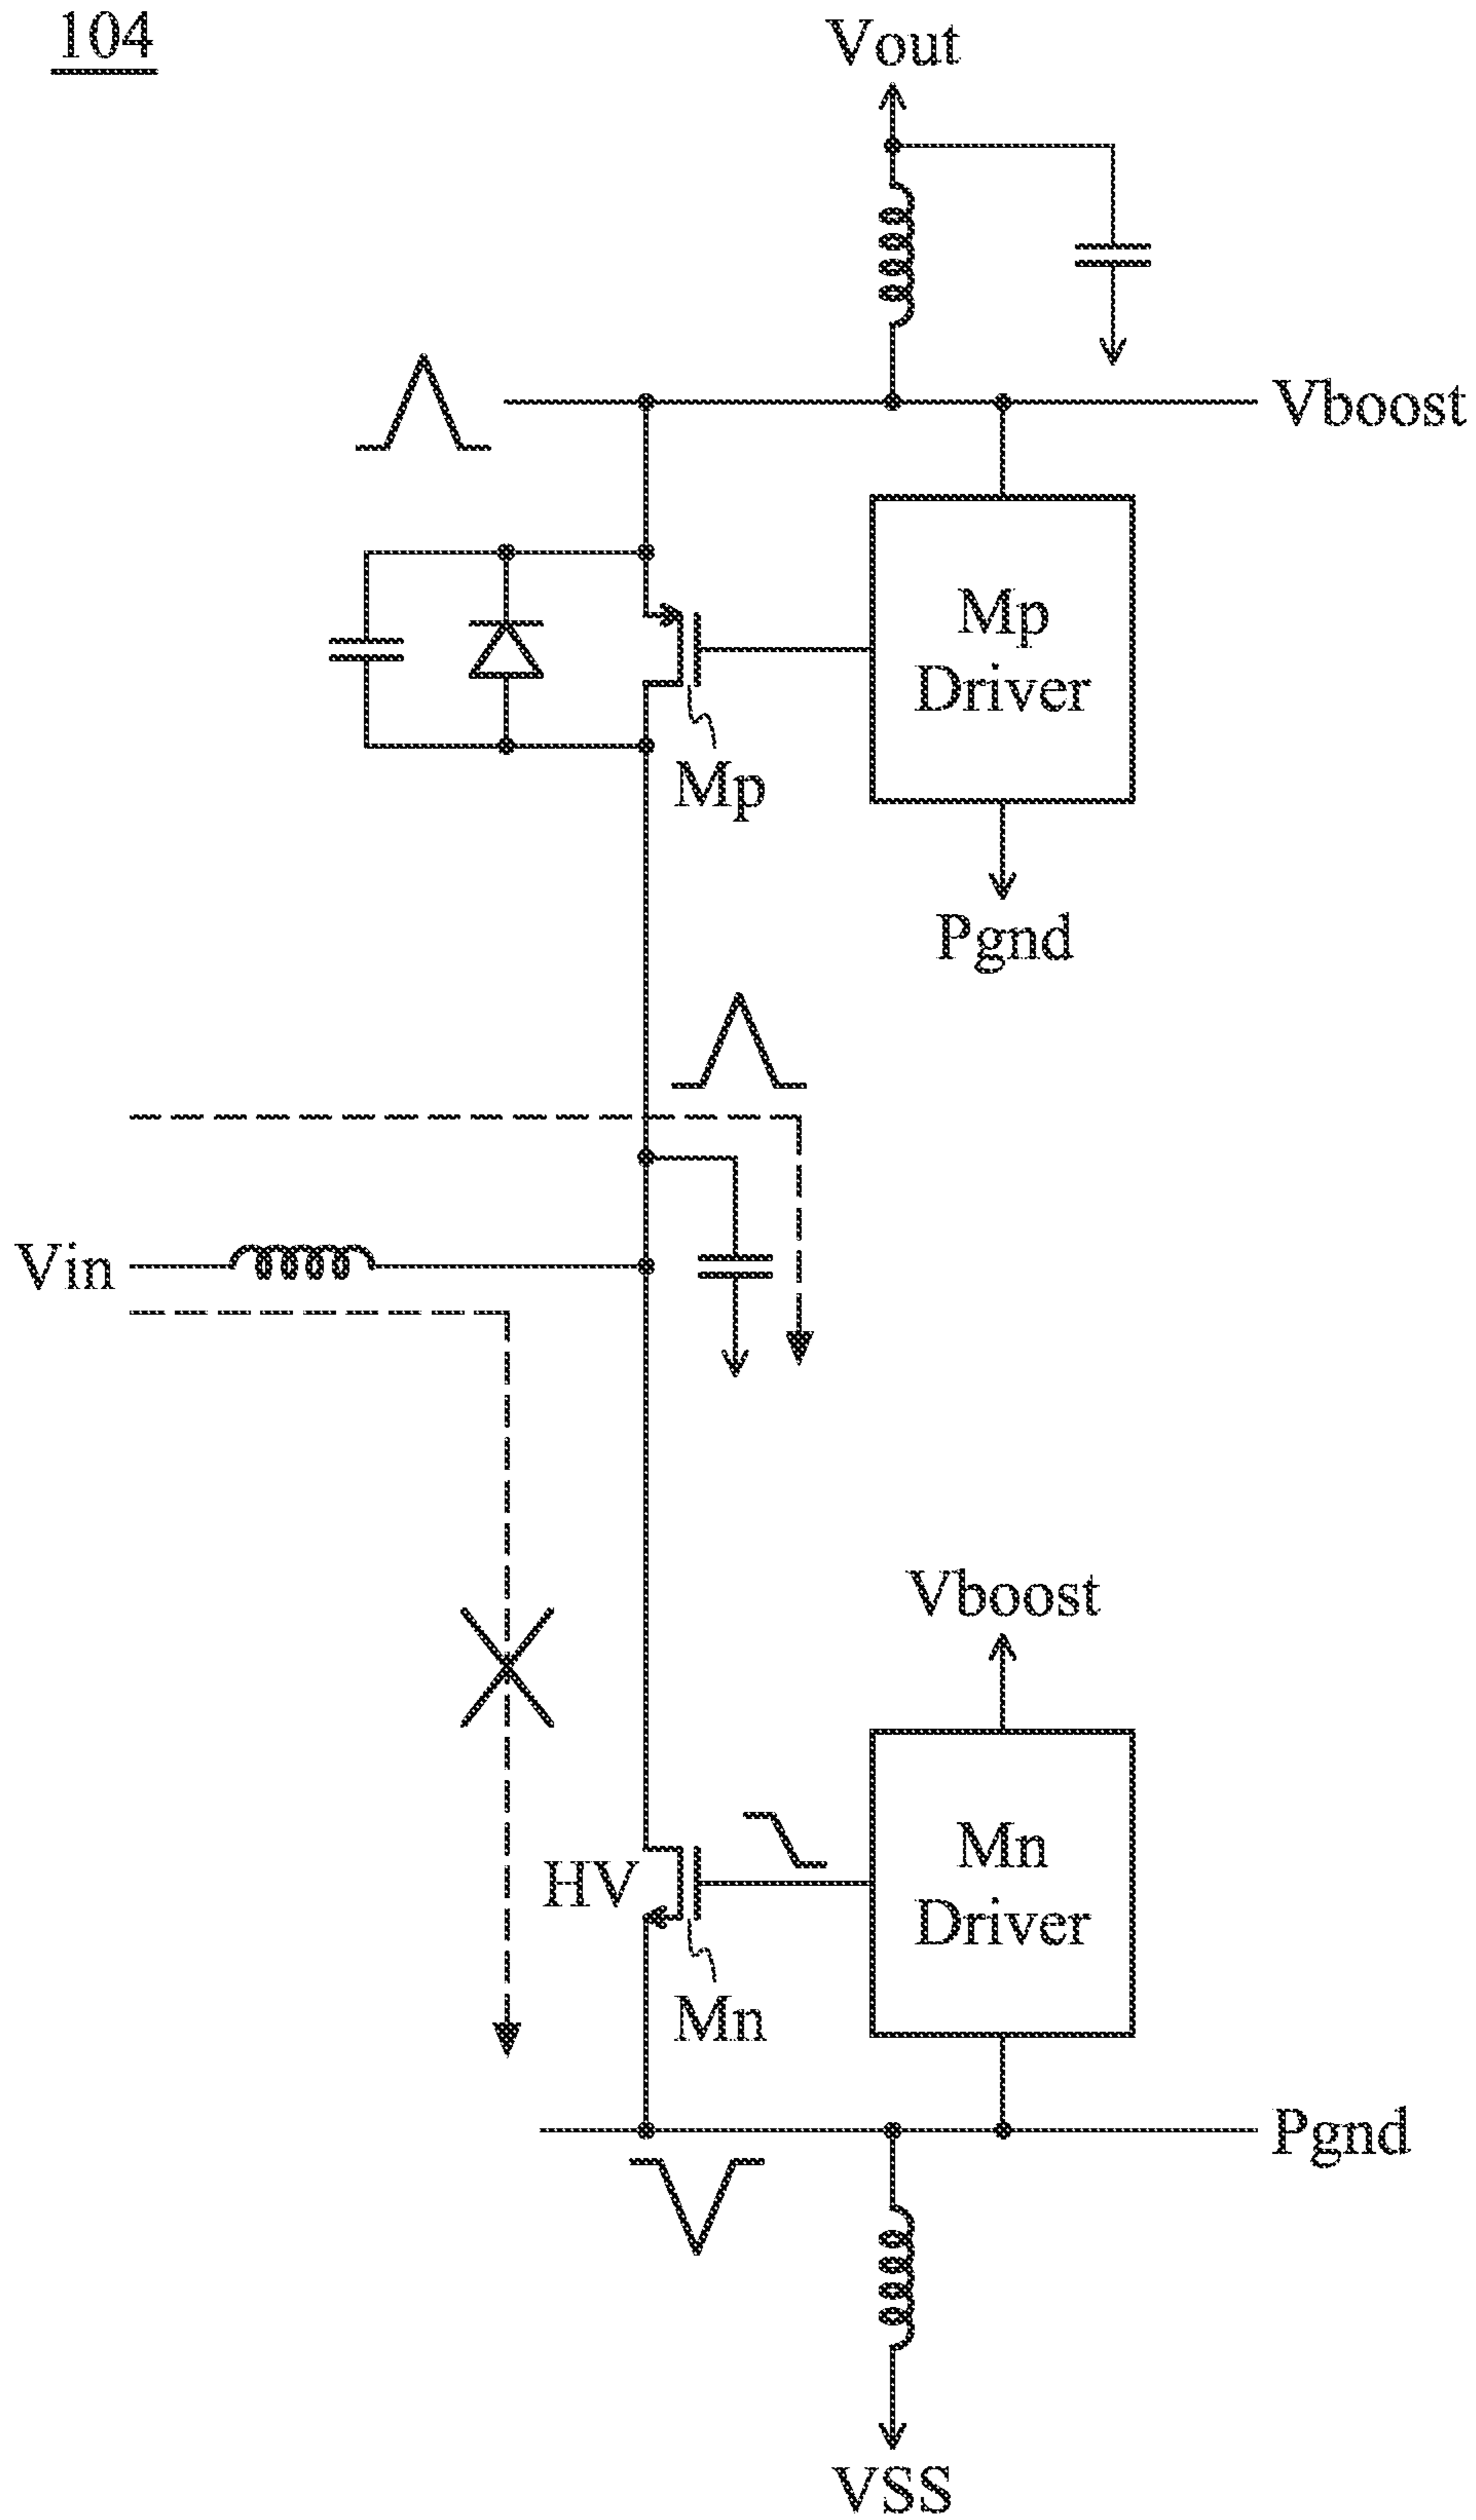 104
Vout
Vboost
Mp
Driver
Mp
Pgnd
Vin
Vboost
HV
Mn
Driver
Mn
Pgnd
VSS